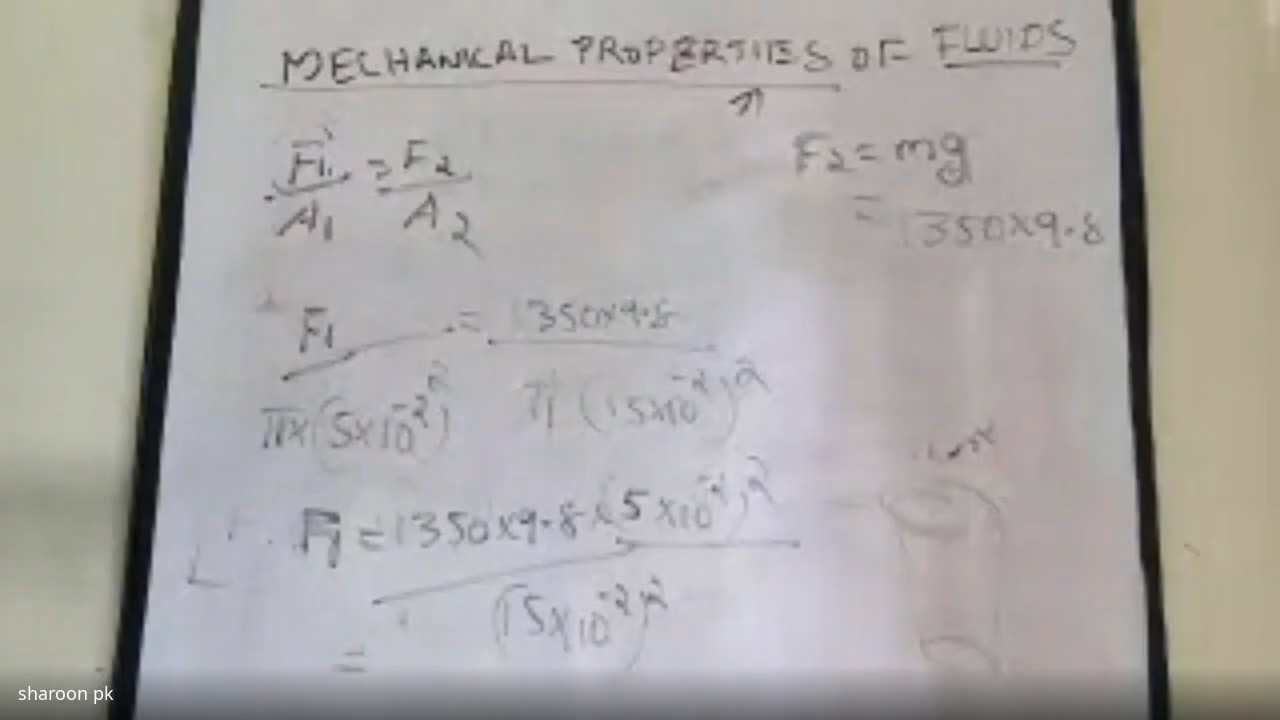 MECHANICAL PROPERTIES OF FLUIDS
F1/A1 = F2/A2
F2 = mg
= 1350×9.8
F1/π×(5×10^-2)^2 = 1350×9.8/π(15×10^-2)^2
F1 = 1350×9.8×(5×10^-2)^2/(15×10^-2)^2
=
sharoon pk